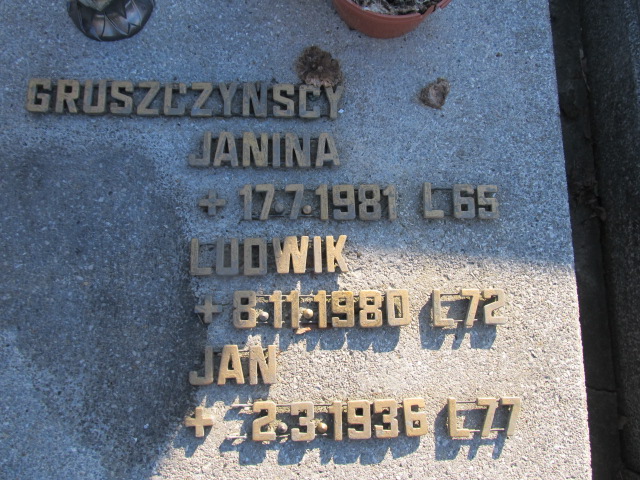 GRUSZCZYNSCY
JANINA
+ 17.7.1981 L 65
LUDWIK
+ 8.11.1980 L 72
JAN
+ 2.3.1936 L 77